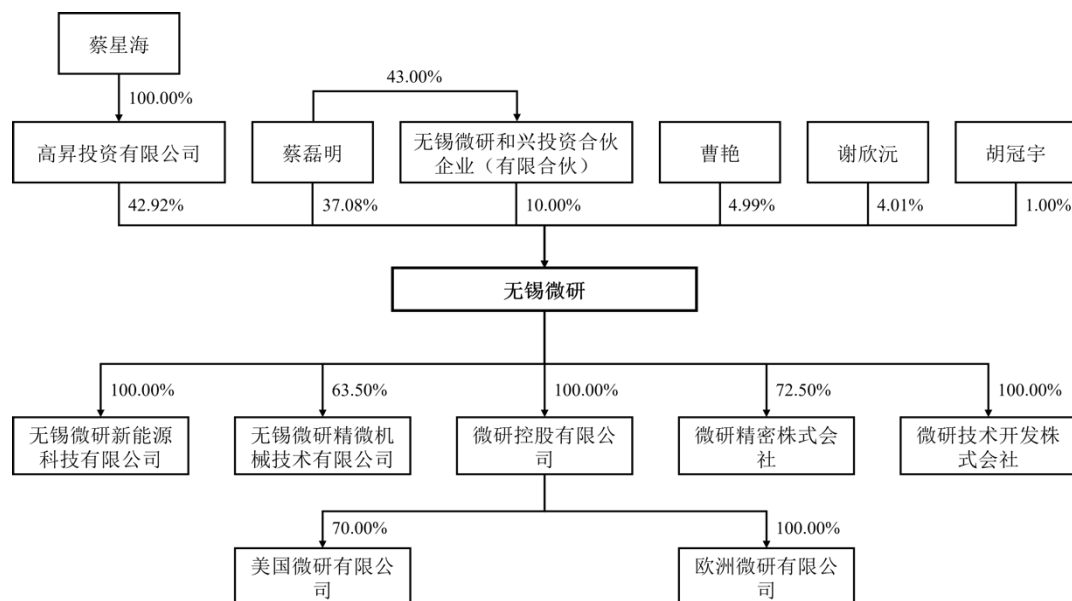 蔡星海
43.00%
100.00%
高昇投资有限公司
蔡磊明
无锡微研和兴投资合伙
企业（有限合伙）
曹艳
谢欣沅
胡冠宇
42.92%
37.08%
10.00%
4.99%
4.01%
1.00%
无锡微研
100.00%
63.50%
100.00%
72.50%
100.00%
无锡微研新能源
科技有限公司
无锡微研精微机
械技术有限公司
微研控股有限公
司
微研精密株式会
社
微研技术开发株
式会社
70.00%
100.00%
美国微研有限公
司
欧洲微研有限公
司